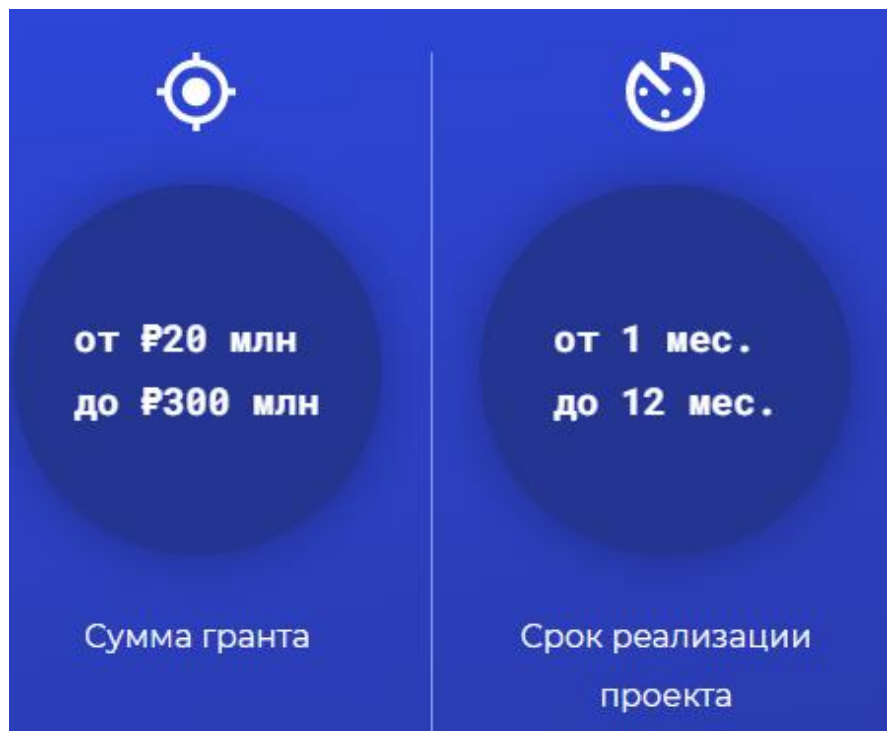 от ₽20 млн
до ₽300 млн
Сумма гранта
от 1 мес.
до 12 мес.
Срок реализации
проекта